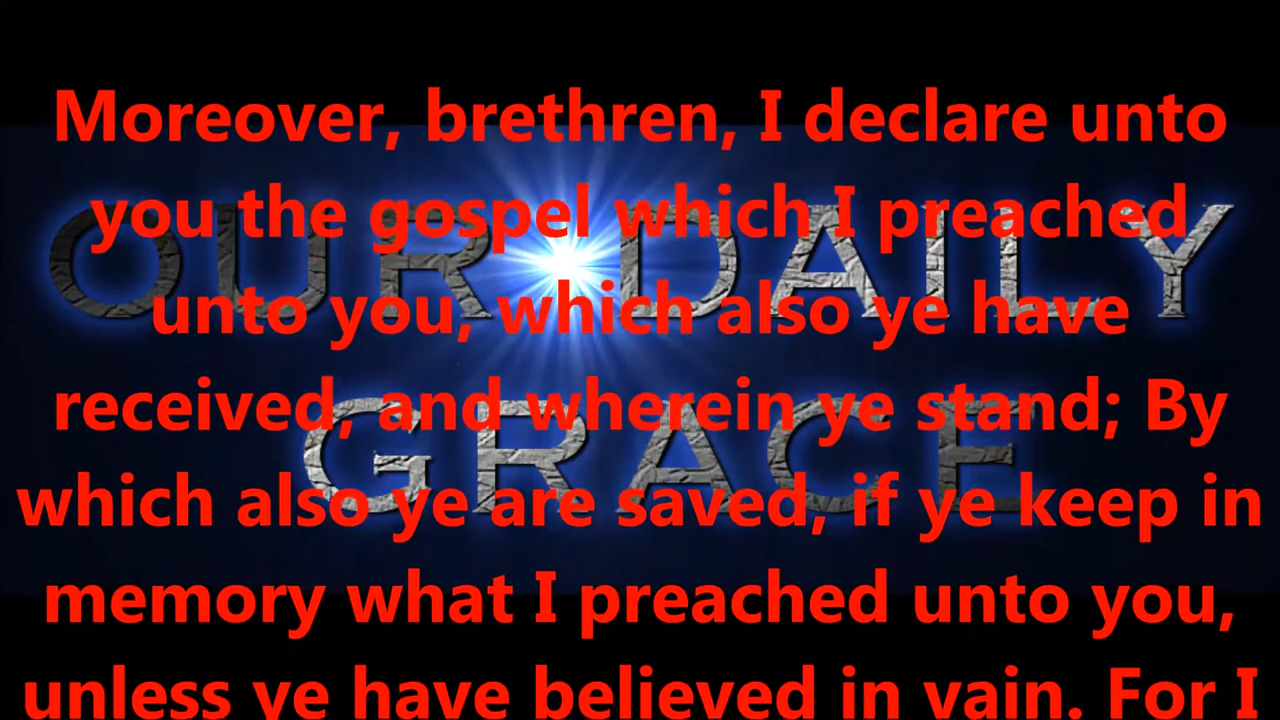 Moreover, brethren, I declare unto
you the gospel which I preached
OUR DAILY
unto you, which also ye have
received, and wherein ye stand; By
GRACE
which also ye are saved, if ye keep in
memory what I preached unto you,
unless ye have believed in vain. For I